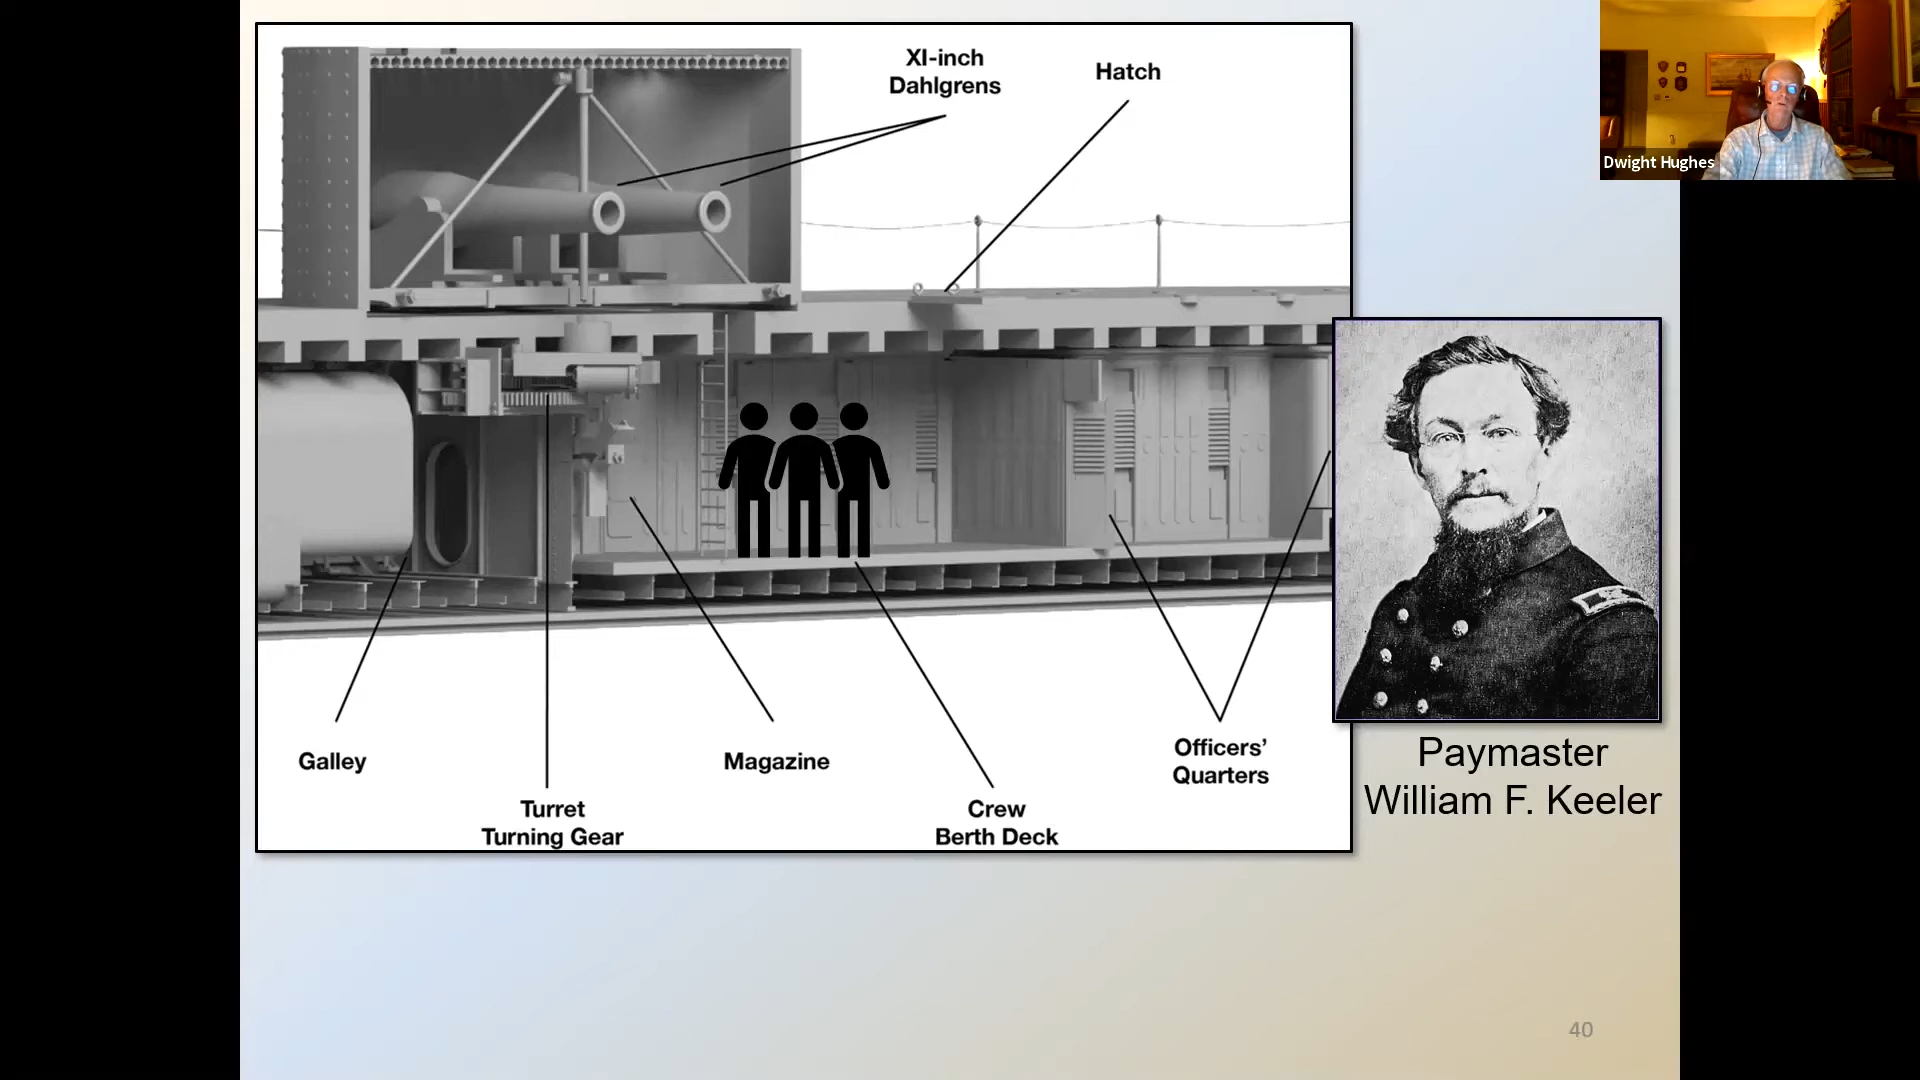 XI-inch
Dahlgrens
Hatch
Dwight Hughes
Galley
Turret
Turning Gear
Magazine
Crew
Berth Deck
Officers’
Quarters
Paymaster
William F. Keeler
40